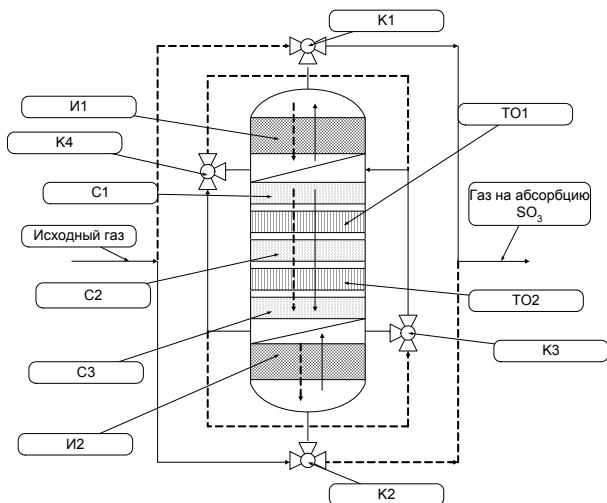 К1
И1
ТО1
К4
С1
Газ на абсорбцию
SO3
Исходный газ
С2
ТО2
С3
К3
И2
К2